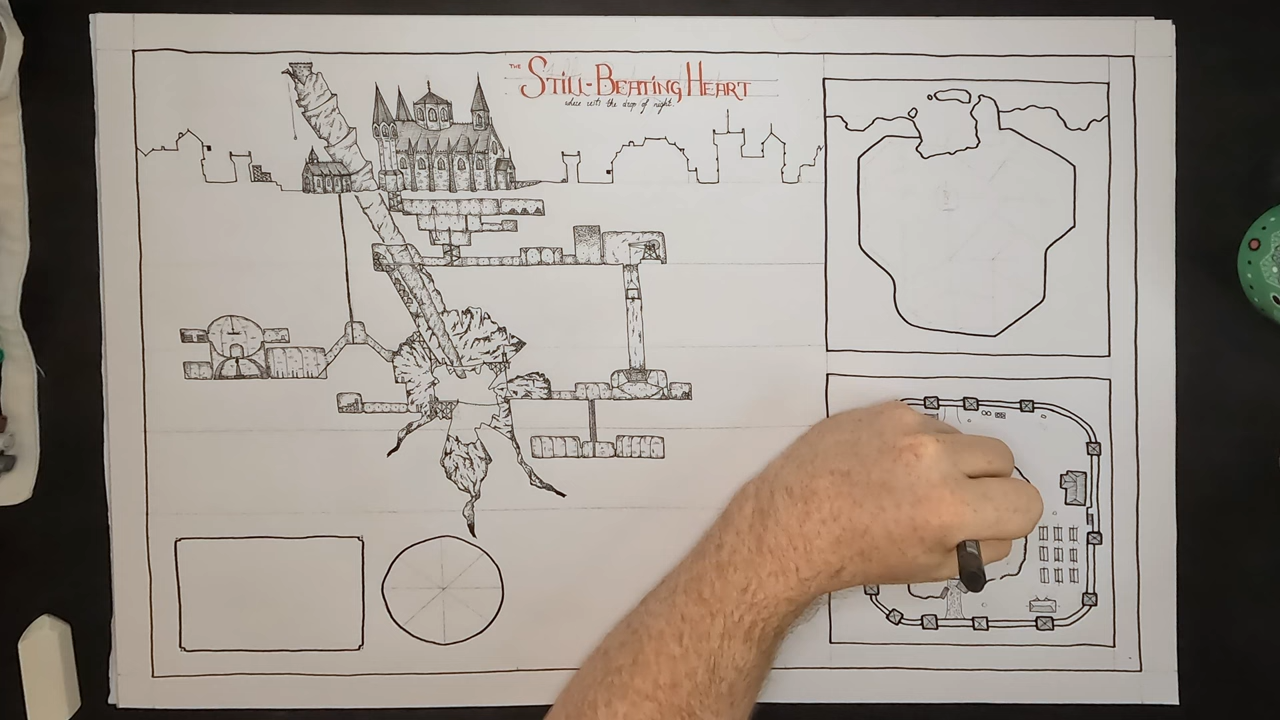 THE STILL-BEATING HEART
where rests the drop of night.